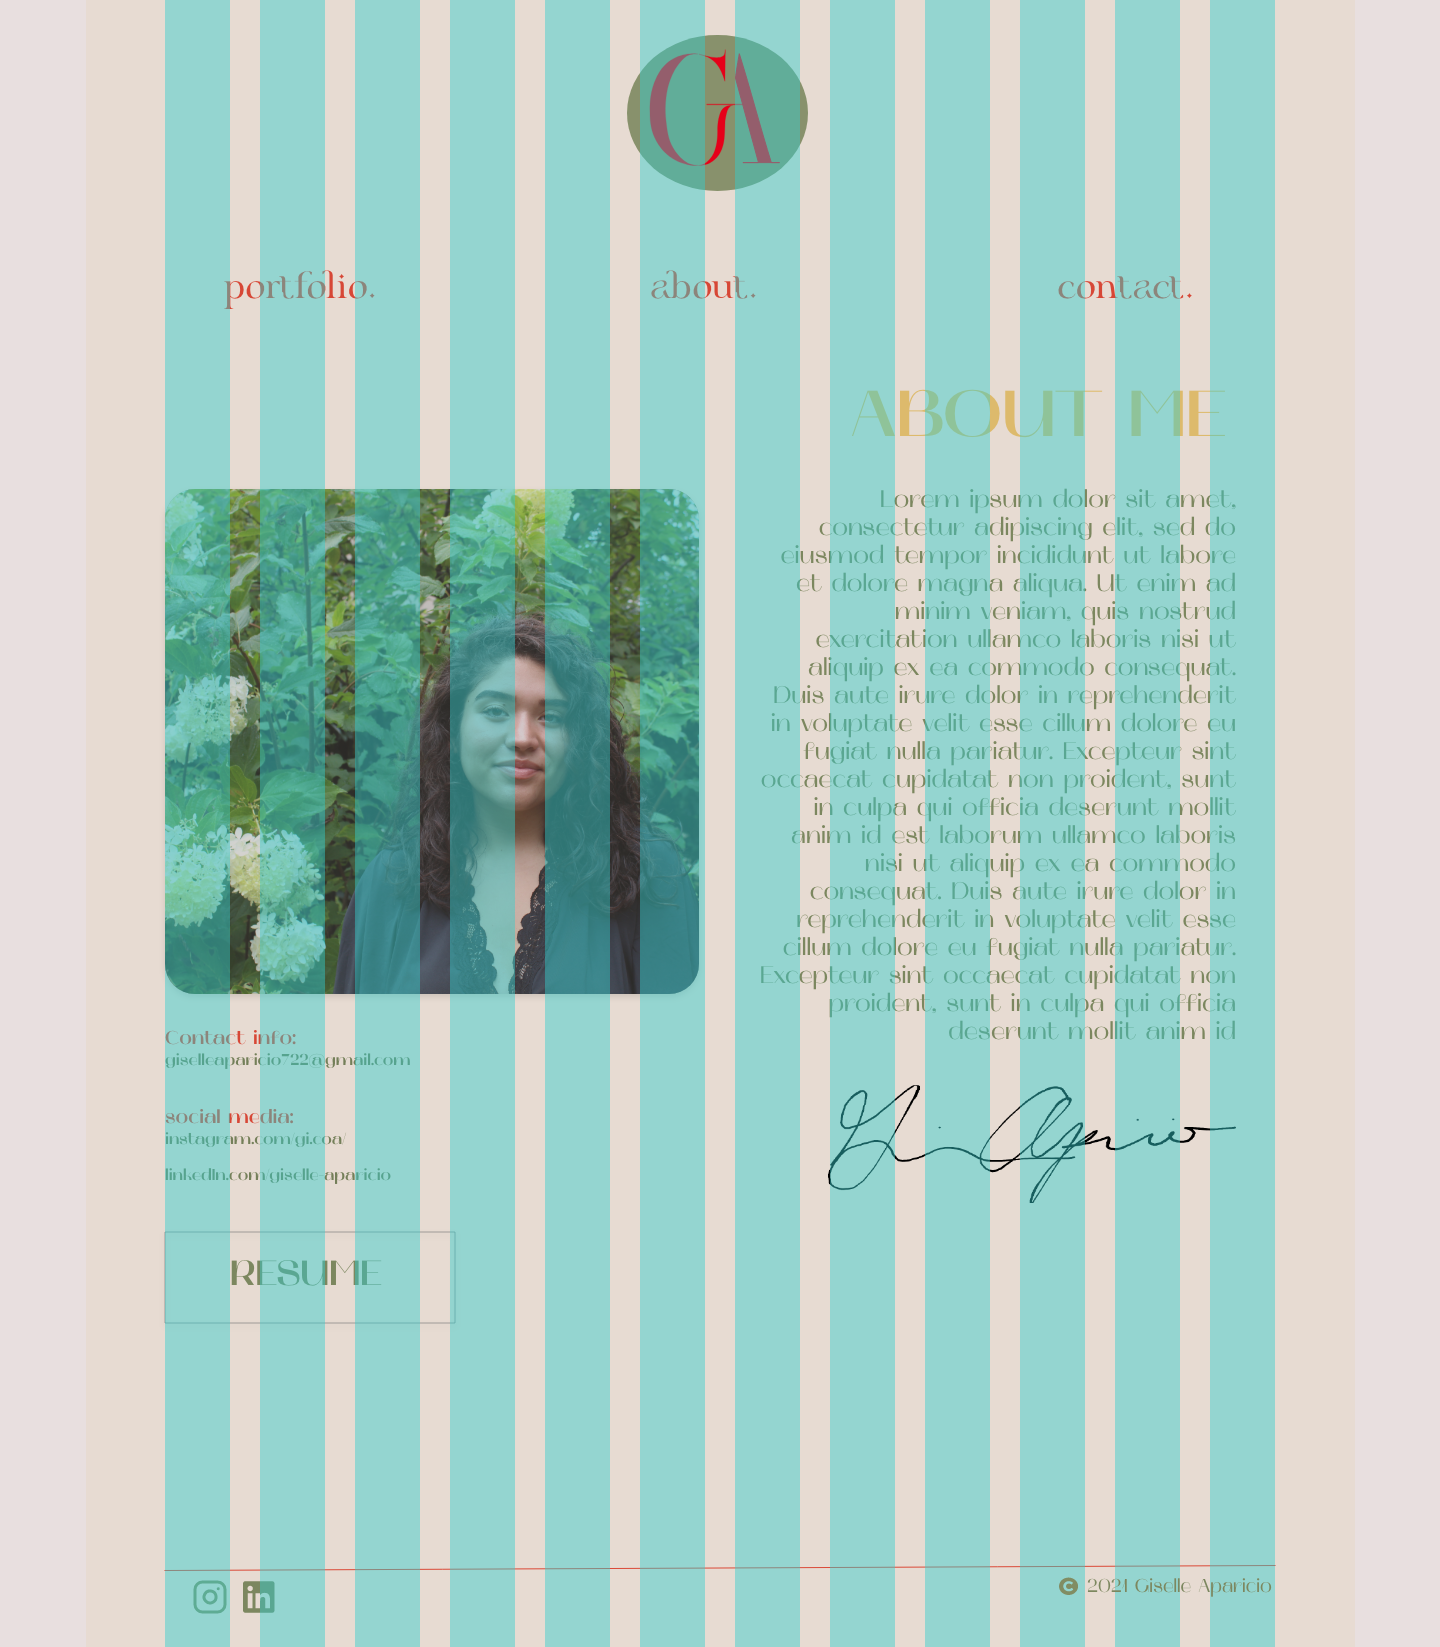 GA
portfolio. about. contact.
ABOUT ME
Lorem ipsum dolor sit amet,
consectetur adipiscing elit, sed do
eiusmod tempor incididunt ut labore
et dolore magna aliqua. Ut enim ad
minim veniam, quis nostrud
exercitation ullamco laboris nisi ut
aliquip ex ea commodo consequat.
Duis aute irure dolor in reprehenderit
in voluptate velit esse cillum dolore eu
fugiat nulla pariatur. Excepteur sint
occaecat cupidatat non proident, sunt
in culpa qui officia deserunt mollit
anim id est laborum ullamco laboris
nisi ut aliquip ex ea commodo
consequat. Duis aute irure dolor in
reprehenderit in voluptate velit esse
cillum dolore eu fugiat nulla pariatur.
Excepteur sint occaecat cupidatat non
proident, sunt in culpa qui officia
deserunt mollit anim id
Contact info:
giselleaparicio722@gmail.com
social media:
instagram.com/gi.coa/
linkedIn.com/giselle-aparicio
RESUME
in
© 2021 Giselle Aparicio